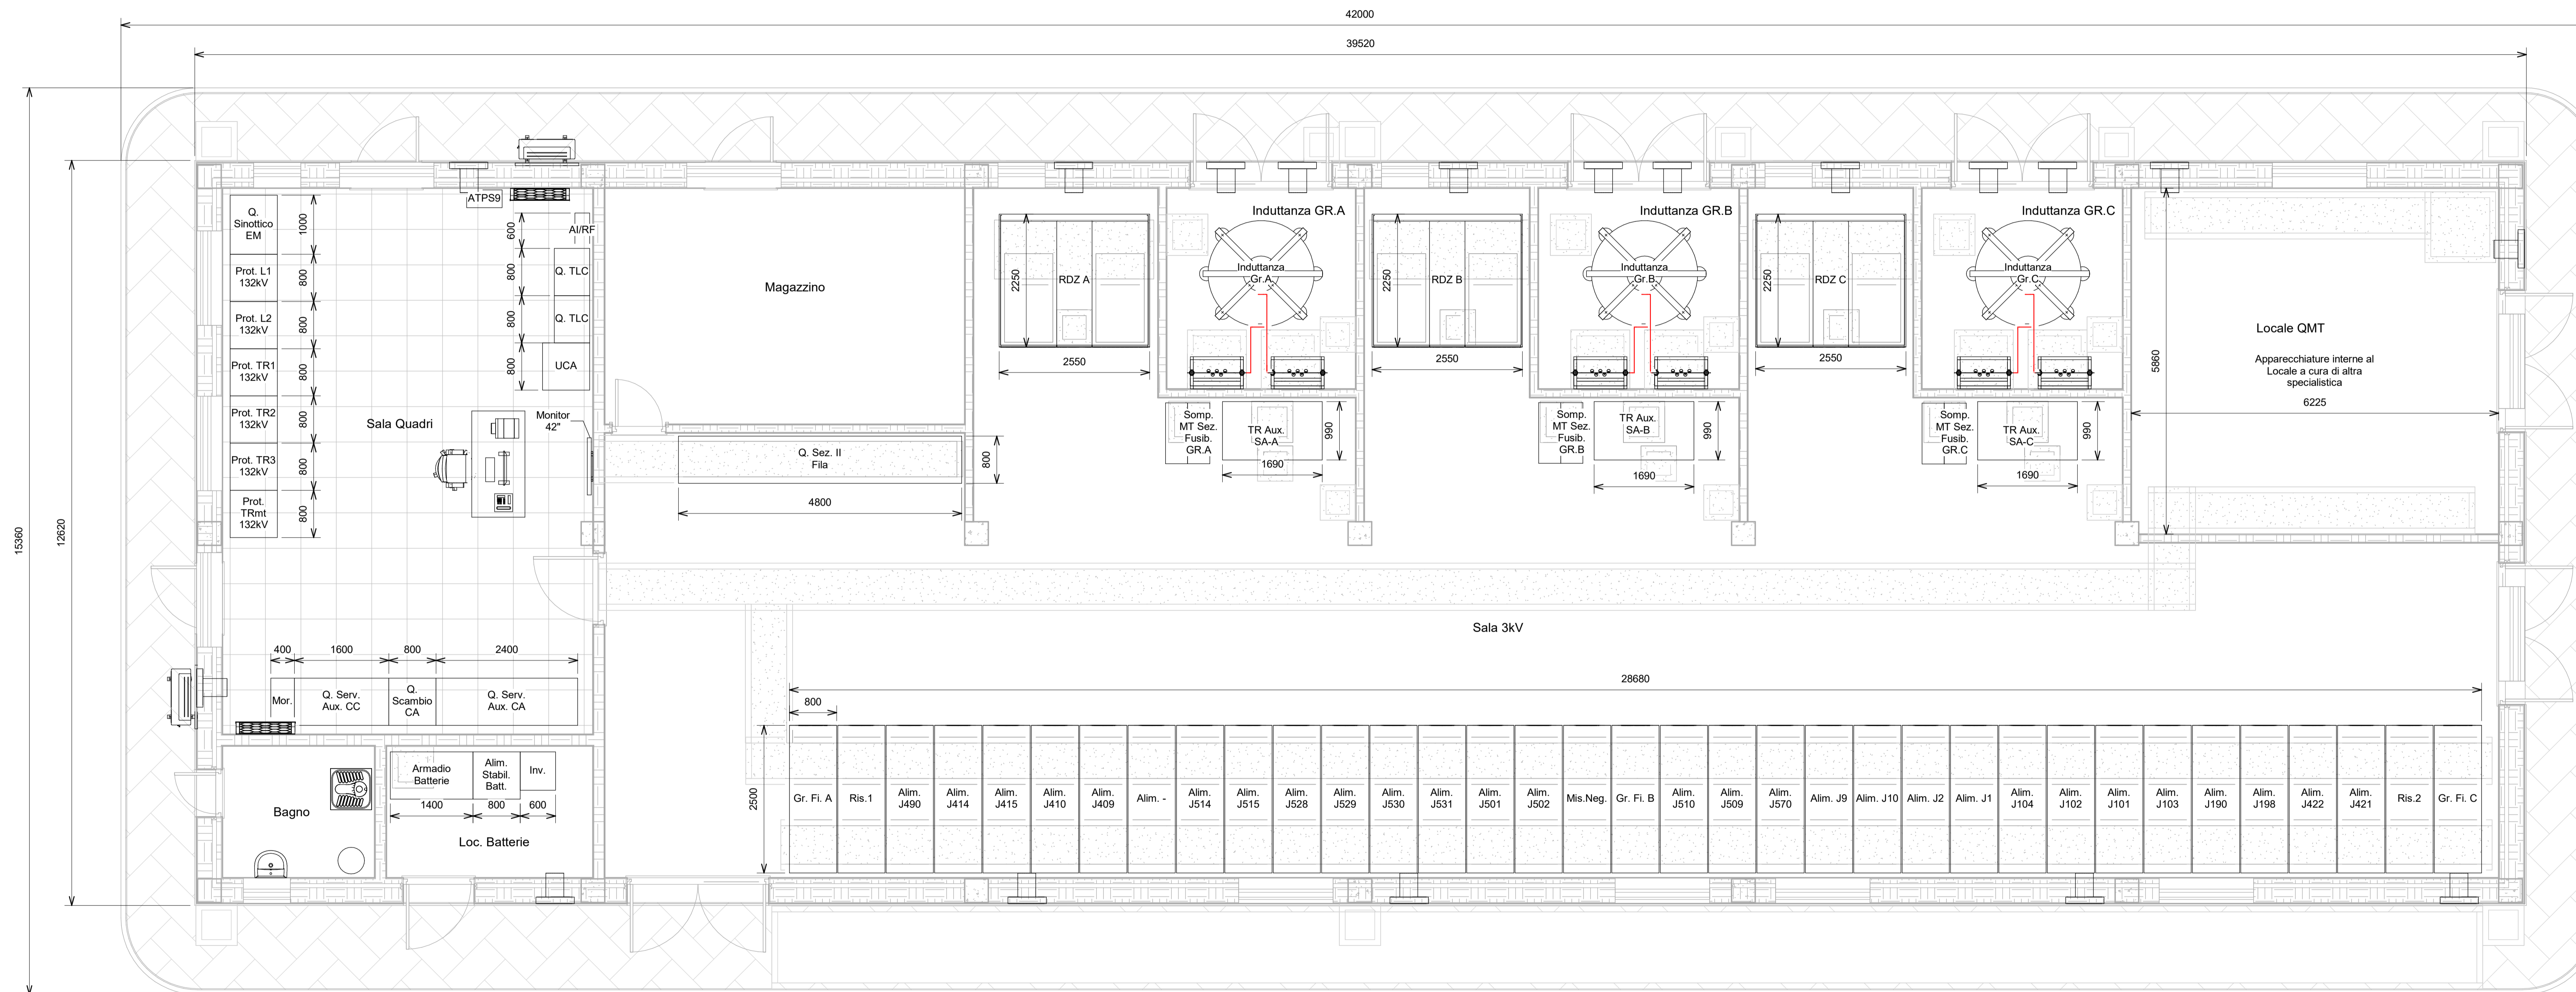 42000
39520
15360
12620
ATPS9
Q.
Sinottico
EM
1000
Prot. L1
132kV
800
Prot. L2
132kV
800
Prot. TR1
132kV
800
Prot. TR2
132kV
800
Prot. TR3
132kV
800
Prot.
TRmt
132kV
800
600
AI/RF
800
Q. TLC
800
Q. TLC
800
UCA
Sala Quadri
Monitor
42"
Magazzino
Q. Sez. II
Fila
800
4800
2250
RDZ A
2550
Induttanza GR.A
Induttanza
Gr.A
Somp.
MT Sez.
Fusib.
GR.A
TR Aux.
SA-A
990
1690
2250
RDZ B
2550
Induttanza GR.B
Induttanza
Gr.B
Somp.
MT Sez.
Fusib.
GR.B
TR Aux.
SA-B
990
1690
2250
RDZ C
2550
Induttanza GR.C
Induttanza
Gr.C
Somp.
MT Sez.
Fusib.
GR.C
TR Aux.
SA-C
990
1690
5860
Locale QMT
Apparecchiature interne al
Locale a cura di altra
specialistica
6225
Sala 3kV
400
1600
800
2400
Mor.
Q. Serv.
Aux. CC
Q.
Scambio
CA
Q. Serv.
Aux. CA
Bagno
Armadio
Batterie
Alim.
Stabil.
Batt.
Inv.
1400
800
600
Loc. Batterie
28680
800
2500
Gr. Fi. A
Ris.1
Alim.
J490
Alim.
J414
Alim.
J415
Alim.
J410
Alim.
J409
Alim. -
Alim.
J514
Alim.
J515
Alim.
J528
Alim.
J529
Alim.
J530
Alim.
J531
Alim.
J501
Alim.
J502
Mis.Neg.
Gr. Fi. B
Alim.
J510
Alim.
J509
Alim.
J570
Alim. J9
Alim. J10
Alim. J2
Alim. J1
Alim.
J104
Alim.
J102
Alim.
J101
Alim.
J103
Alim.
J190
Alim.
J198
Alim.
J422
Alim.
J421
Ris.2
Gr. Fi. C